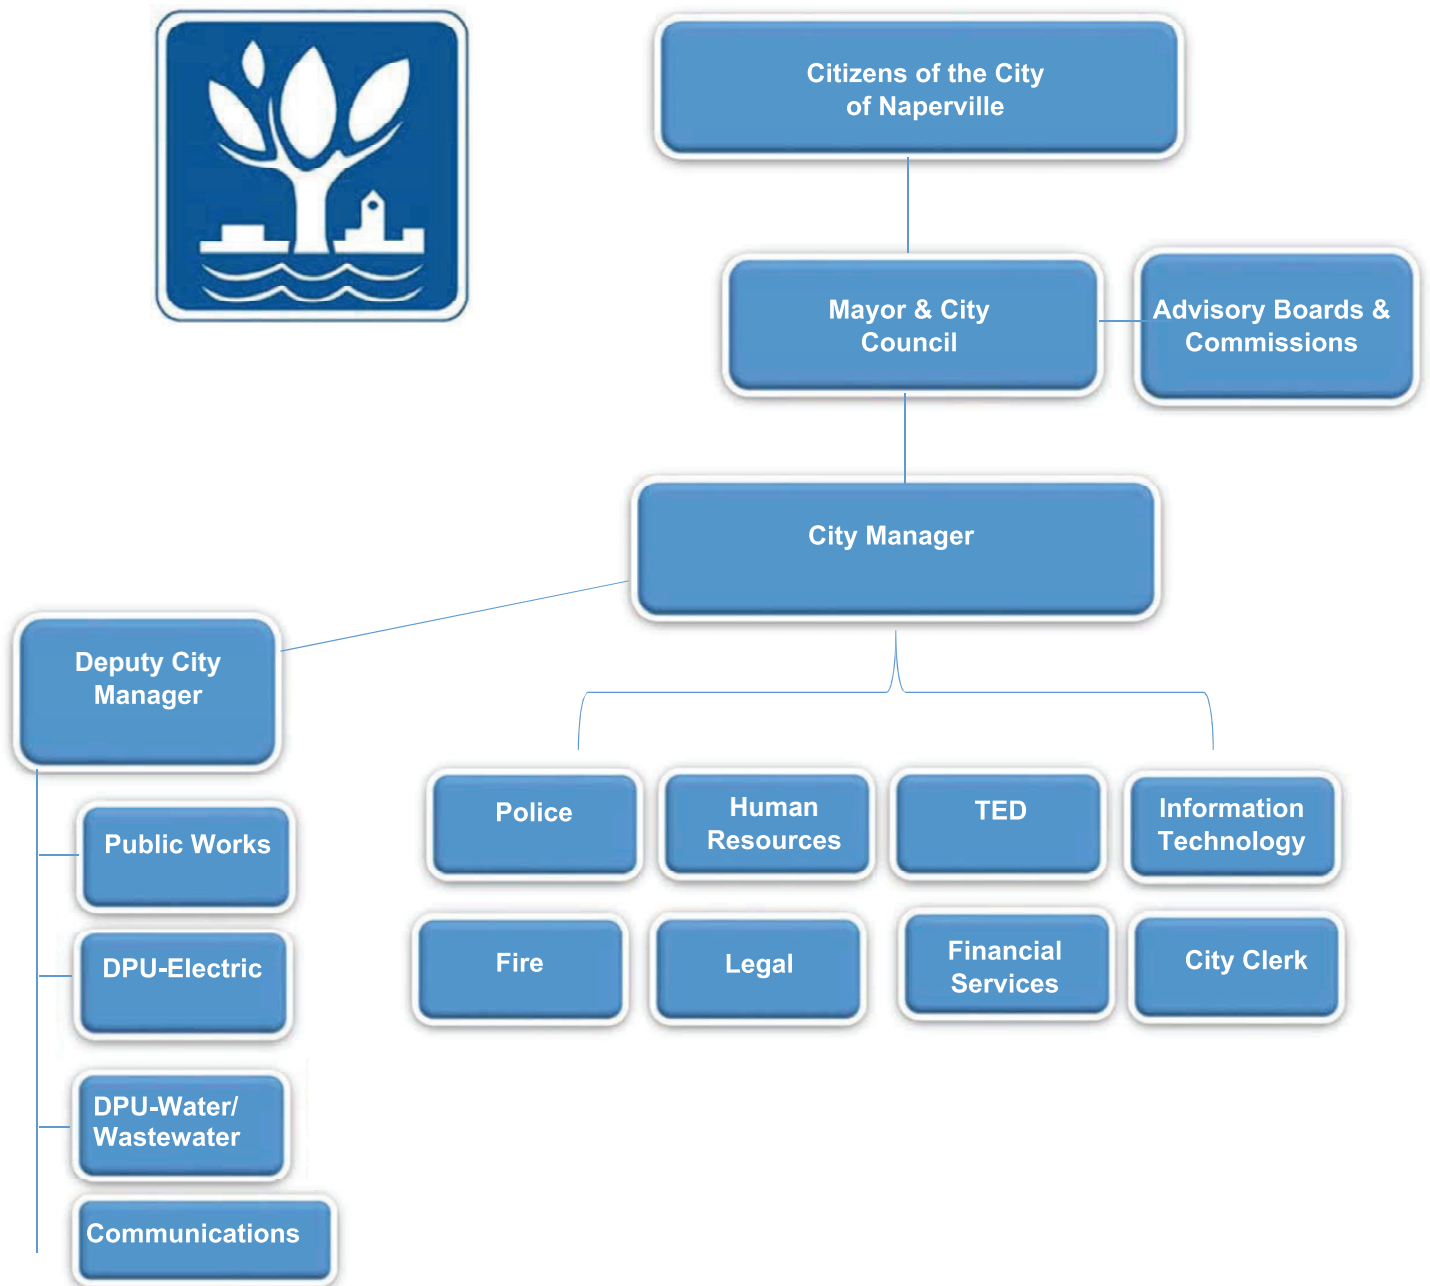 Citizens of the City
of Naperville
Mayor & City
Council
Advisory Boards &
Commissions
City Manager
Deputy City
Manager
Public Works
DPU-Electric
DPU-Water/
Wastewater
Communications
Police
Human
Resources
TED
Information
Technology
Fire
Legal
Financial
Services
City Clerk